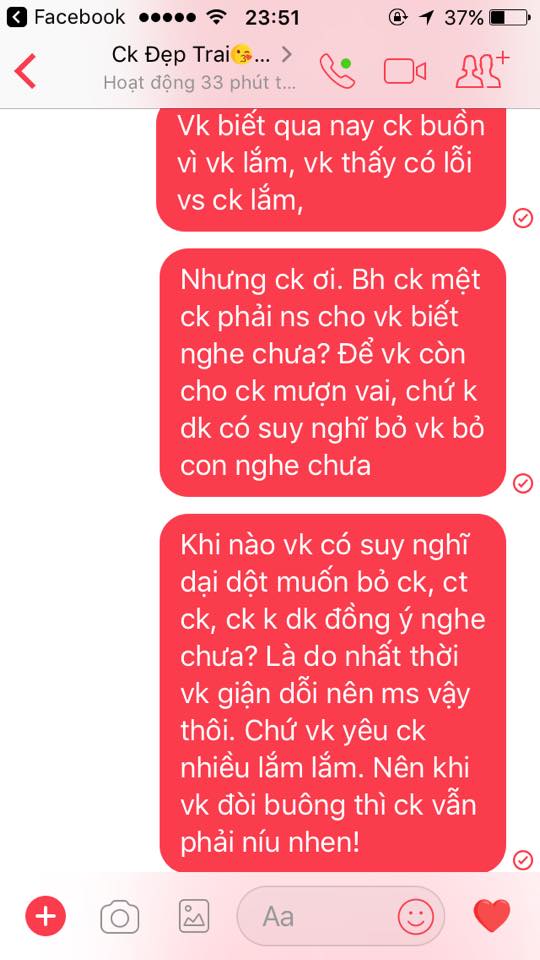 Facebook 23:51 37%
Ck Đẹp Trai😘...
Hoạt động 33 phút t...
Vk biết qua nay ck buồn
vì vk lắm, vk thấy có lỗi
vs ck lắm,
Nhưng ck ơi. Bh ck mệt
ck phải ns cho vk biết
nghe chưa? Để vk còn
cho ck mượn vai, chứ k
dk có suy nghĩ bỏ vk bỏ
con nghe chưa
Khi nào vk có suy nghĩ
dại dột muốn bỏ ck, ct
ck, ck k dk đồng ý nghe
chưa? Là do nhất thời
vk giận dỗi nên ms vậy
thôi. Chứ vk yêu ck
nhiều lắm lắm. Nên khi
vk đòi buông thì ck vẫn
phải níu nhen!
Aa